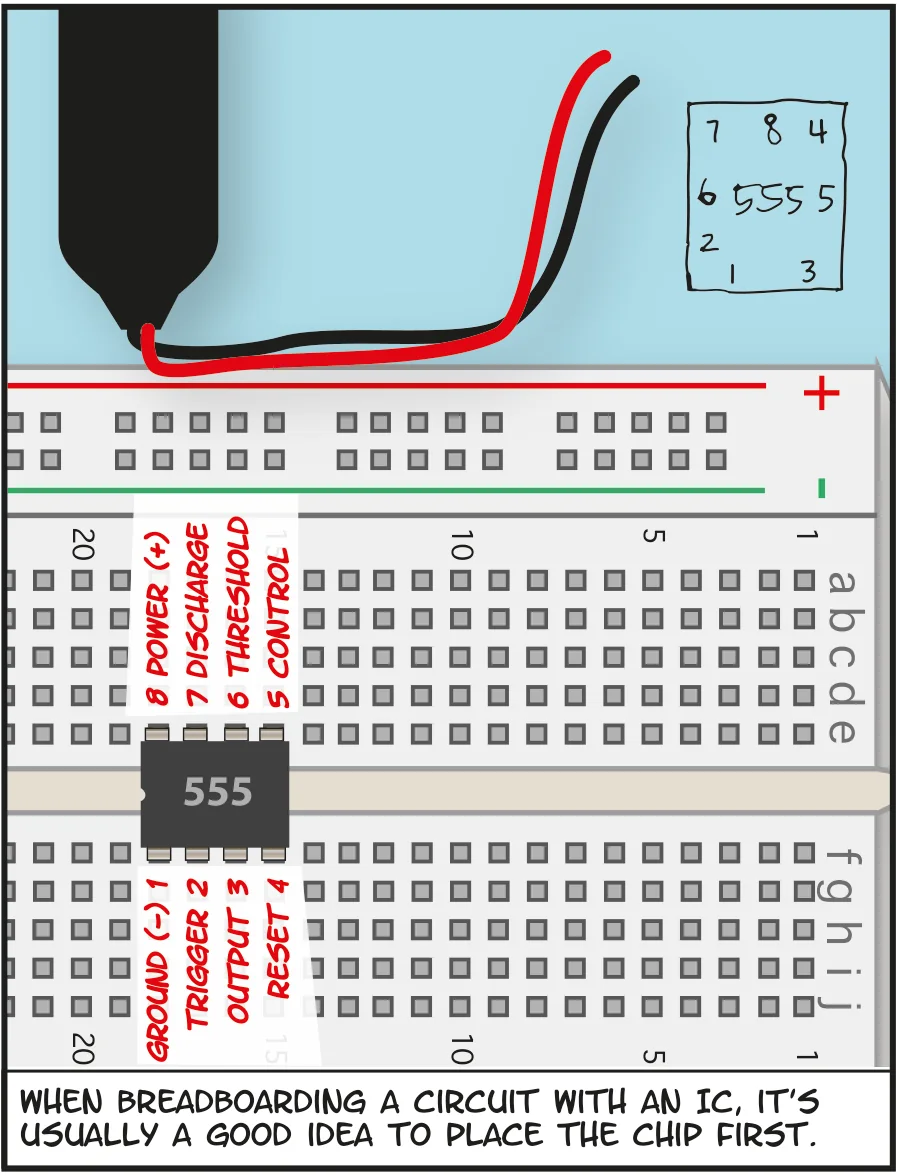 7 8 4
6 555 5
2
1 3
+
-
20 15 10 5 1
a
b
c
d
e
8 POWER (+)
7 DISCHARGE
6 THRESHOLD
5 CONTROL
555
GROUND (-) 1
TRIGGER 2
OUTPUT 3
RESET 4
f
g
h
i
j
20 15 10 5 1
WHEN BREADBOARDING A CIRCUIT WITH AN IC, IT'S
USUALLY A GOOD IDEA TO PLACE THE CHIP FIRST.